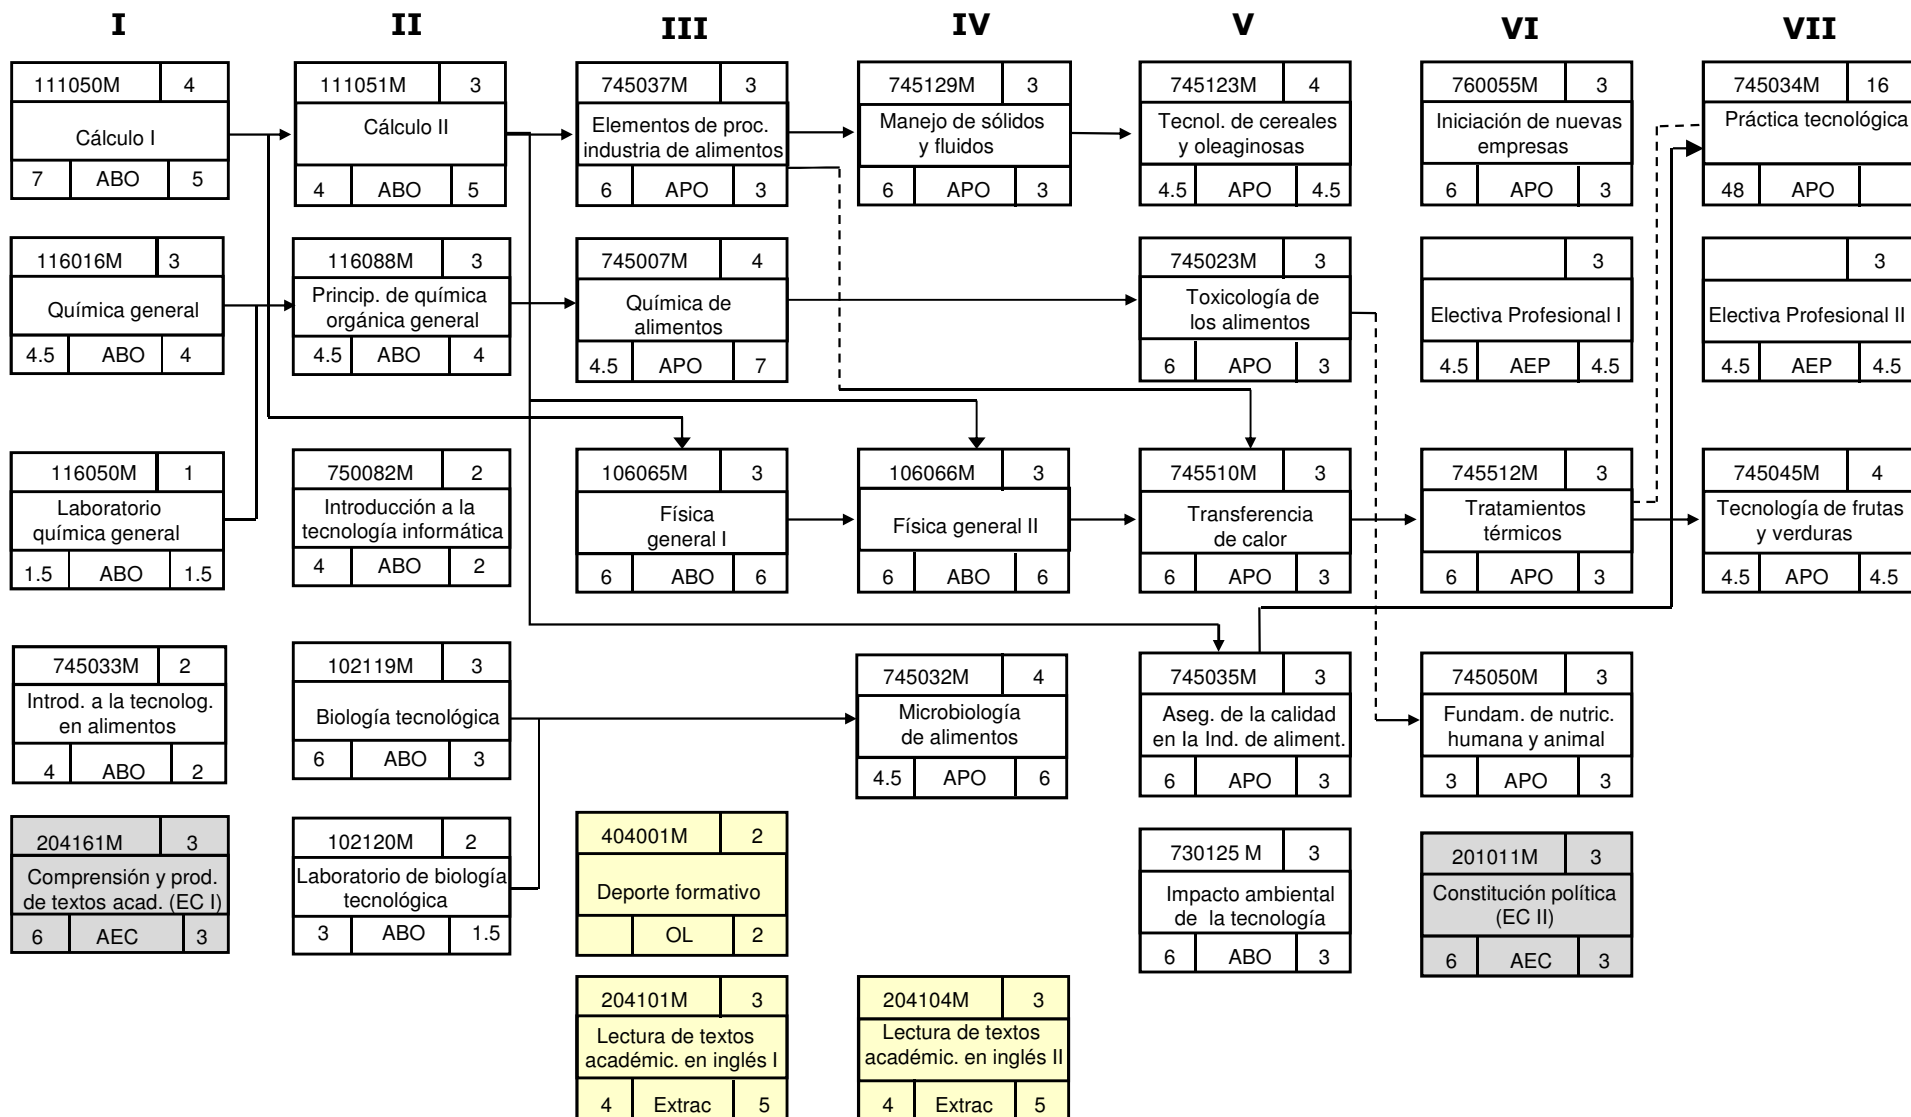 I
II
III
IV
V
VI
VII
111050M 4
Cálculo I
7 ABO 5
111051M 3
Cálculo II
4 ABO 5
745037M 3
Elementos de proc.
industria de alimentos
6 APO 3
745129M 3
Manejo de sólidos
y fluidos
6 APO 3
745123M 4
Tecnol. de cereales
y oleaginosas
4.5 APO 4.5
760055M 3
Iniciación de nuevas
empresas
6 APO 3
745034M 16
Práctica tecnológica
48 APO
116016M 3
Química general
4.5 ABO 4
116088M 3
Princip. de química
orgánica general
4.5 ABO 4
745007M 4
Química de
alimentos
4.5 APO 7
745023M 3
Toxicología de
los alimentos
6 APO 3
3
Electiva Profesional I
4.5 AEP 4.5
3
Electiva Profesional II
4.5 AEP 4.5
116050M 1
Laboratorio
química general
1.5 ABO 1.5
750082M 2
Introducción a la
tecnología informática
4 ABO 2
106065M 3
Física
general I
6 ABO 6
106066M 3
Física general II
6 ABO 6
745510M 3
Transferencia
de calor
6 APO 3
745512M 3
Tratamientos
térmicos
6 APO 3
745045M 4
Tecnología de frutas
y verduras
4.5 APO 4.5
745033M 2
Introd. a la tecnolog.
en alimentos
4 ABO 2
102119M 3
Biología tecnológica
6 ABO 3
745032M 4
Microbiología
de alimentos
4.5 APO 6
745035M 3
Aseg. de la calidad
en la Ind. de aliment.
6 APO 3
745050M 3
Fundam. de nutric.
humana y animal
3 APO 3
204161M 3
Comprensión y prod.
de textos acad. (EC I)
6 AEC 3
102120M 2
Laboratorio de biología
tecnológica
3 ABO 1.5
404001M 2
Deporte formativo
OL 2
730125 M 3
Impacto ambiental
de la tecnología
6 ABO 3
201011M 3
Constitución política
(EC II)
6 AEC 3
204101M 3
Lectura de textos
académic. en inglés I
4 Extrac 5
204104M 3
Lectura de textos
académic. en inglés II
4 Extrac 5